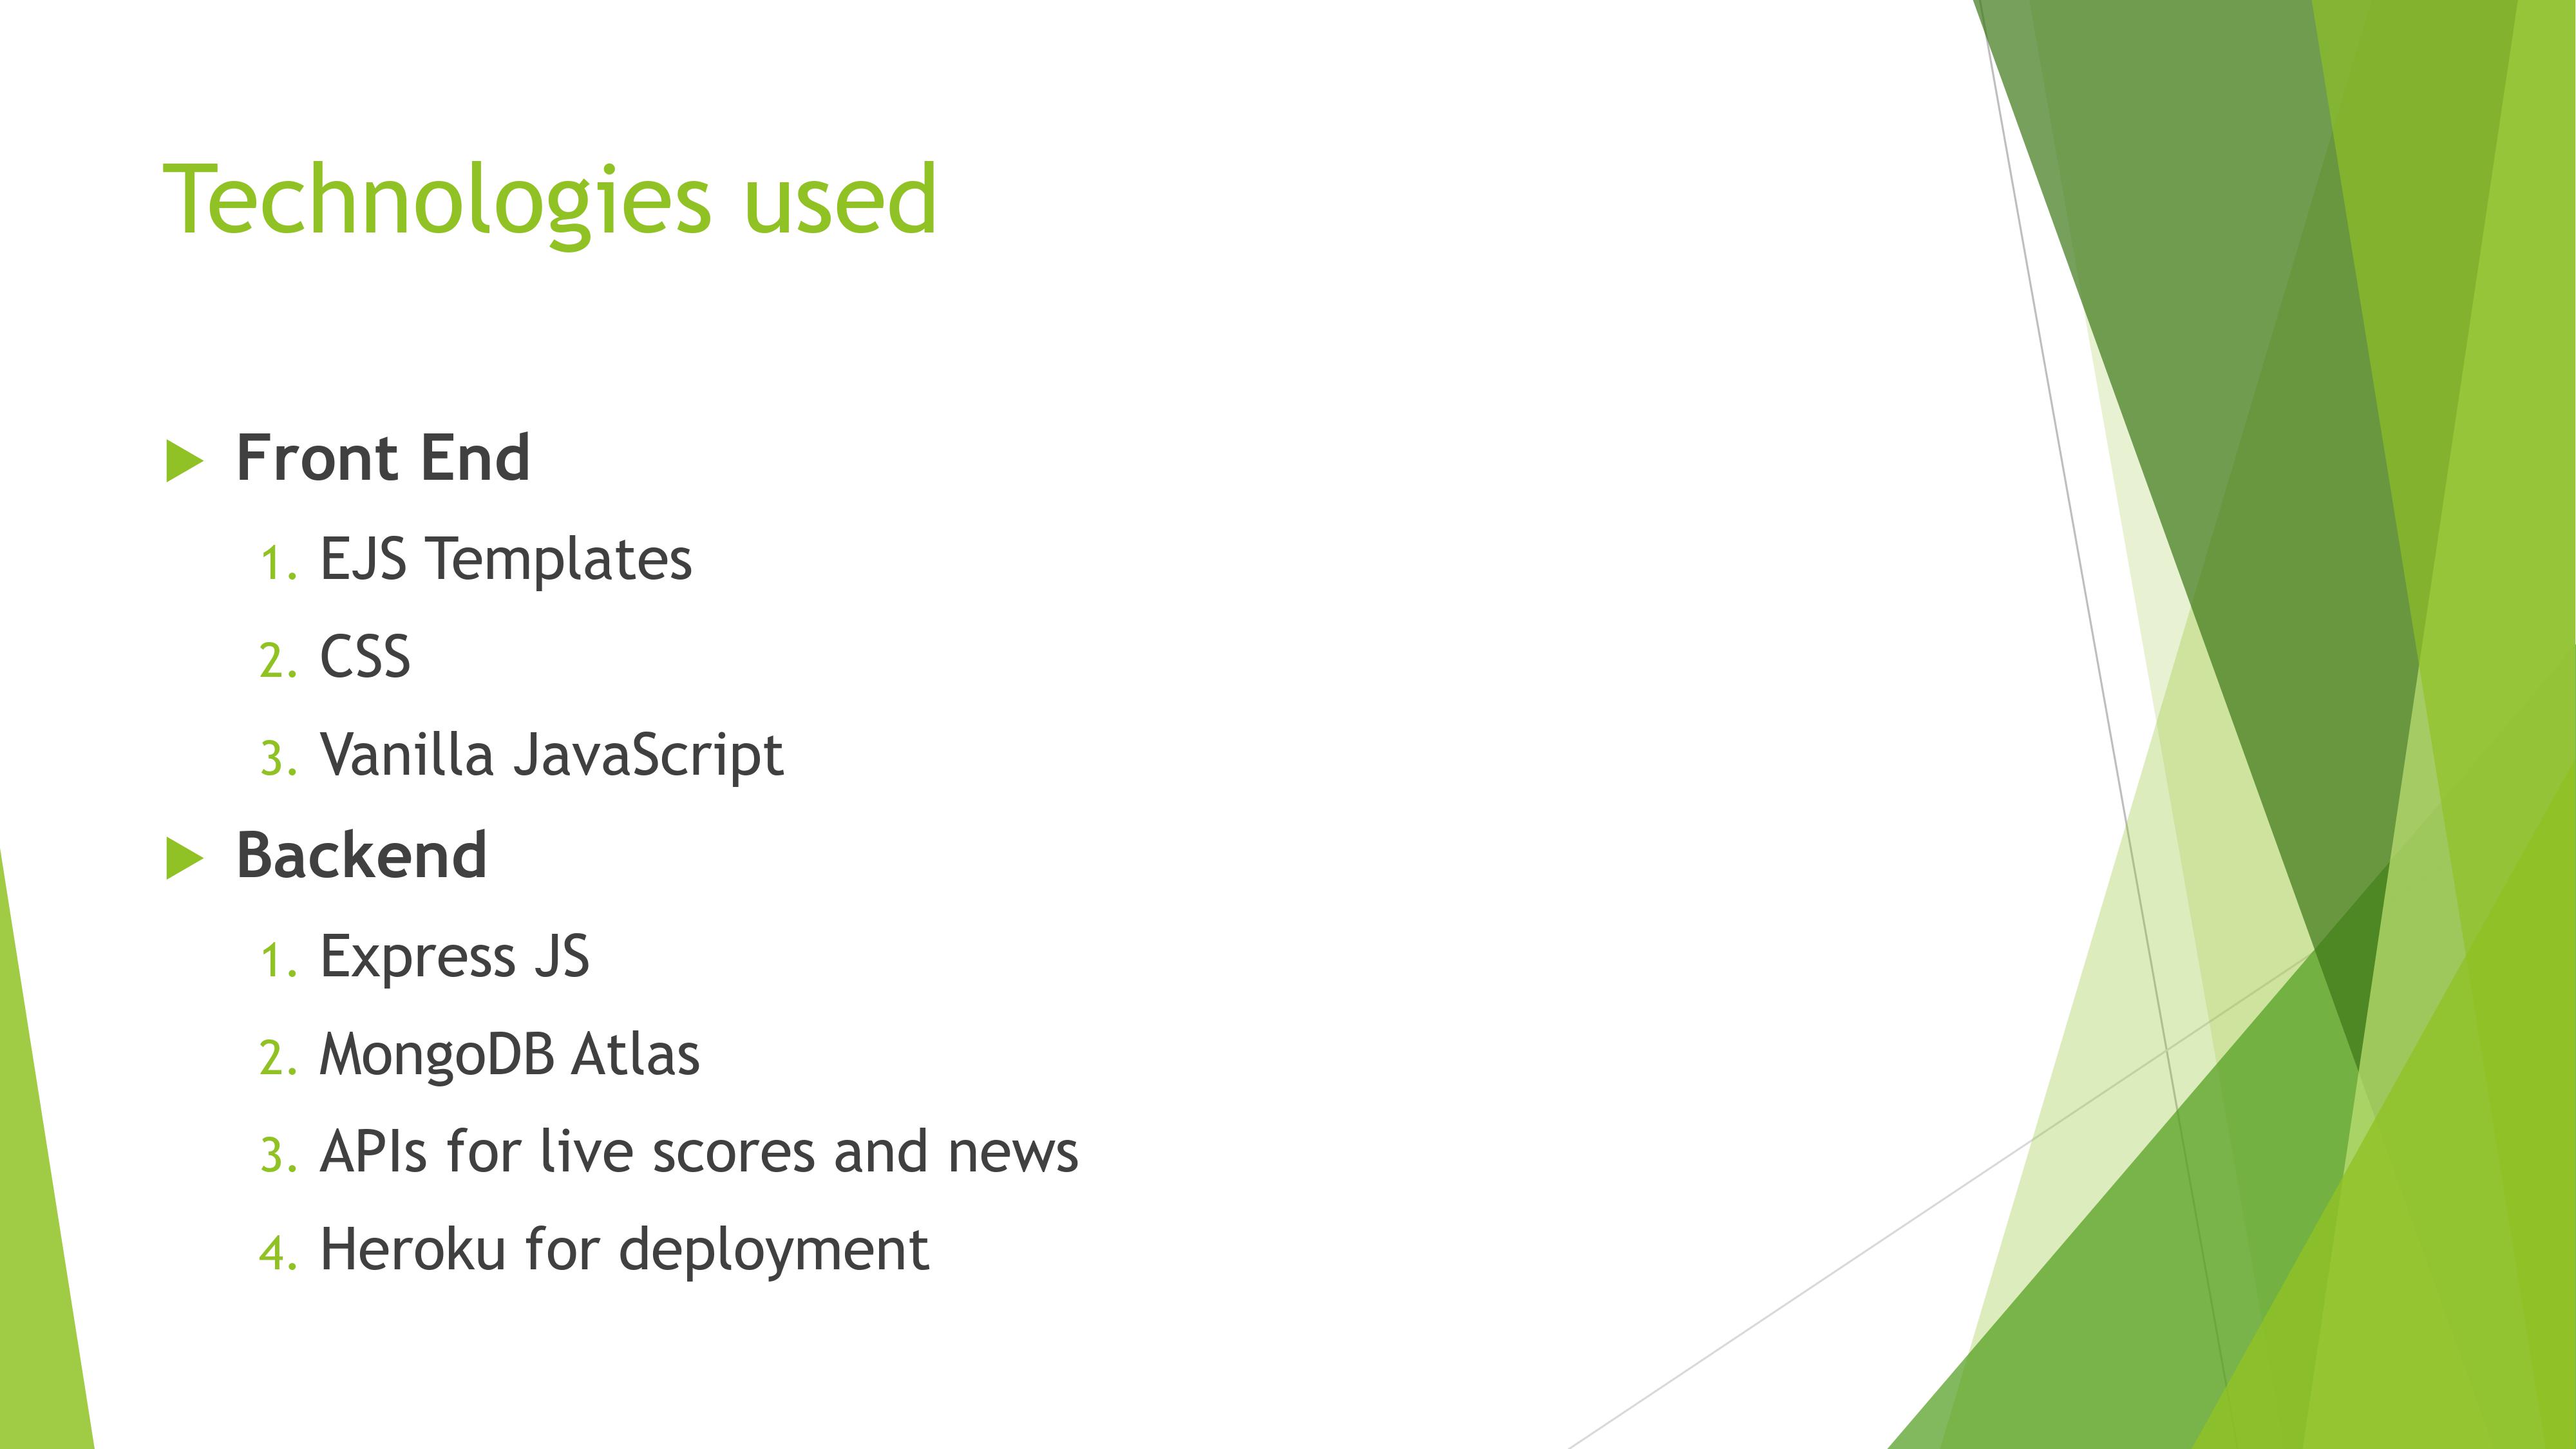 Technologies used
Front End
1. EJS Templates
2. CSS
3. Vanilla JavaScript
Backend
1. Express JS
2. MongoDB Atlas
3. APIs for live scores and news
4. Heroku for deployment